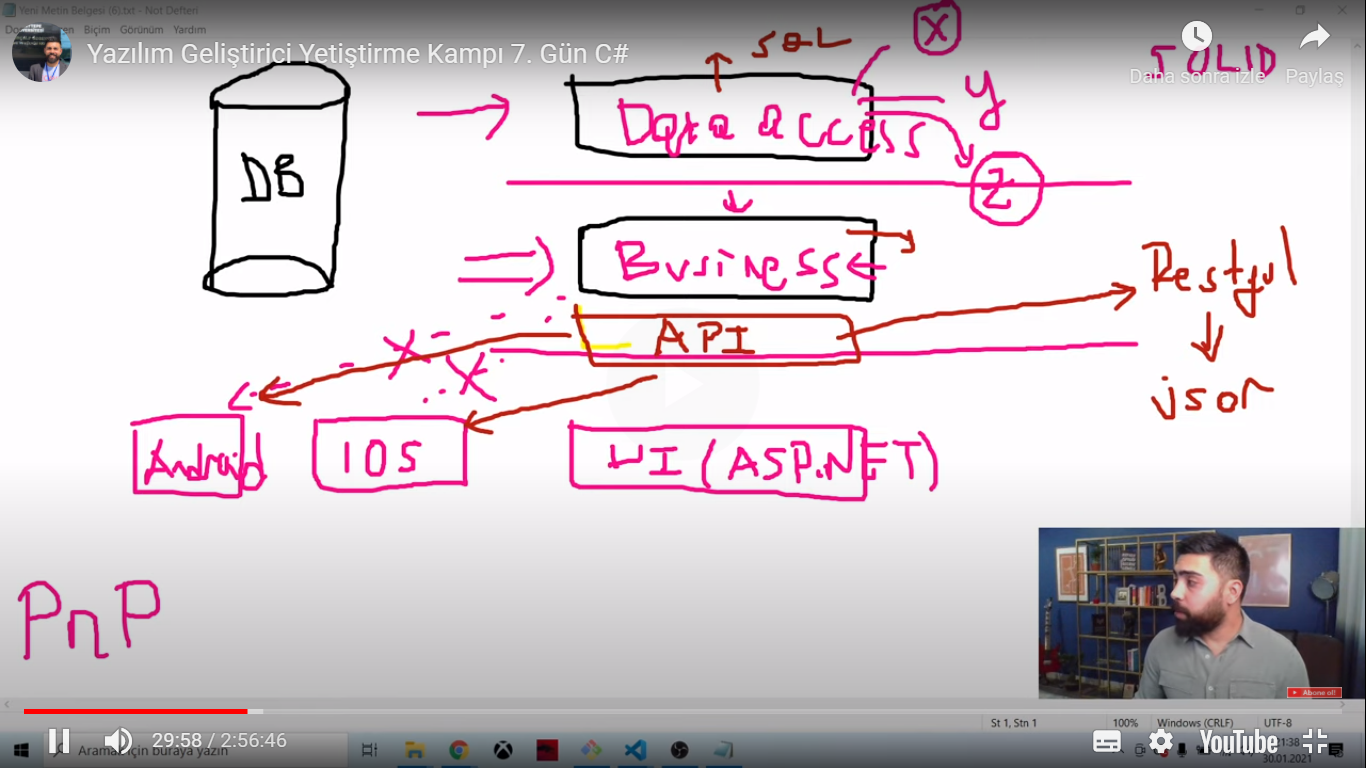 Yeni Metin Belgesi (6).txt - Not Defteri
Biçim Görünüm Yardım
Yazılım Geliştirici Yetiştirme Kampı 7. Gün C#
Daha sonra izle Paylaş
SQL
X
SOLID
Data access
y
Z
DB
Business
Restful
API
json
Android
IOS
UI (ASP.NET)
PnP
Abone ol!
St 1, Stn 1 100% Windows (CRLF) UTF-8
29:58 / 2:56:46
Aramak için buraya yazın
YouTube
21:38
30.01.2021